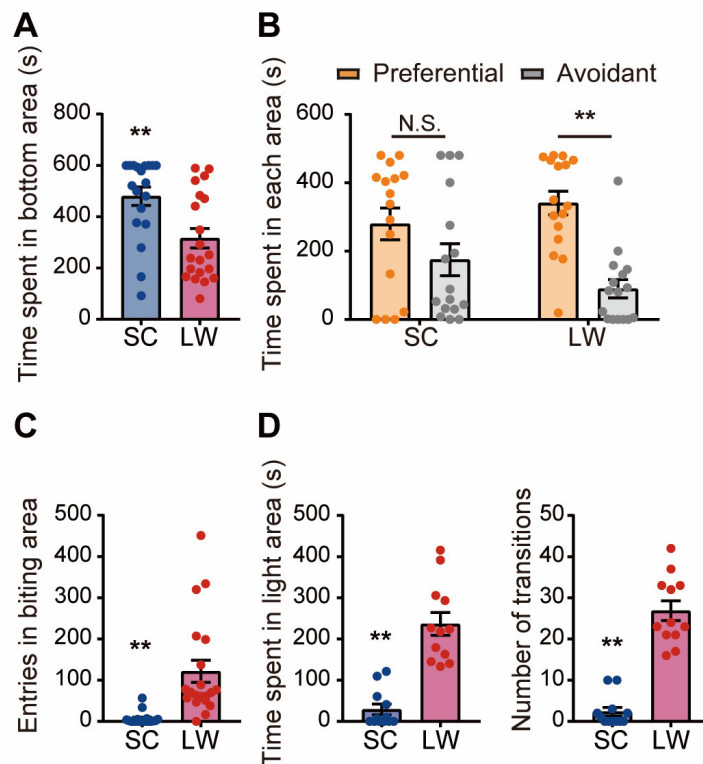 A
Time spent in bottom area (s)
800
600
400
200
0
**
SC
LW
B
Time spent in each area (s)
Preferential
Avoidant
600
400
200
0
N.S.
**
SC
LW
C
Entries in biting area
500
400
300
200
100
0
**
SC
LW
D
Time spent in light area (s)
500
400
300
200
100
0
**
SC
LW
Number of transitions
50
40
30
20
10
0
**
SC
LW